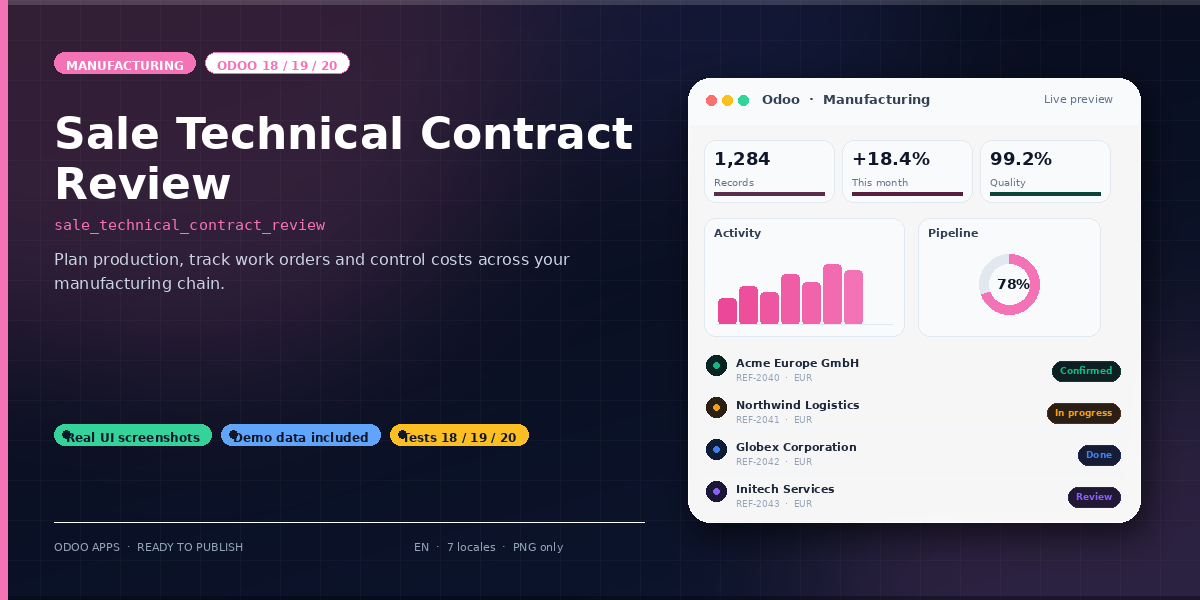 MANUFACTURING
ODOO 18 / 19 / 20
Sale Technical Contract
Review
sale_technical_contract_review
Plan production, track work orders and control costs across your
manufacturing chain.
Real UI screenshots
Demo data included
Tests 18 / 19 / 20
ODOO APPS · READY TO PUBLISH
EN · 7 locales · PNG only
Odoo · Manufacturing
Live preview
1,284
Records
+18.4%
This month
99.2%
Quality
Activity
Pipeline
78%
Acme Europe GmbH
REF-2040 · EUR
Confirmed
Northwind Logistics
REF-2041 · EUR
In progress
Globex Corporation
REF-2042 · EUR
Done
Initech Services
REF-2043 · EUR
Review